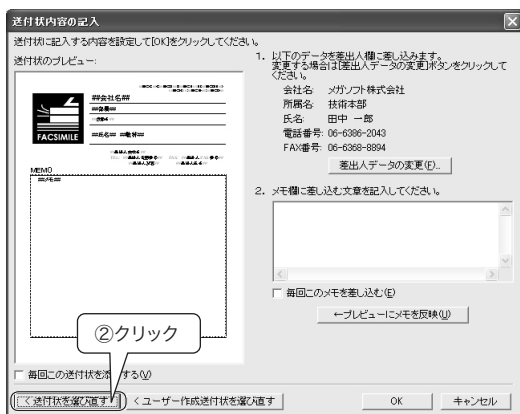 送付状内容の記入
送付状に記入する内容を設定して[OK]をクリックしてください。
送付状のプレビュー:
##会社名##
FACSIMILE
MEMO
1. 以下のデータを差出人欄に差し込みます。
変更する場合は[差出人データの変更]ボタンをクリックして
ください。
会社名: メガソフト株式会社
所属名: 技術本部
氏名: 田中 一郎
電話番号: 06-6386-2043
FAX番号: 06-6368-8894
差出人データの変更(F)...
2. メモ欄に差し込む文章を記入してください。
毎回このメモを差し込む(E)
←プレビューにメモを反映(U)
②クリック
毎回この送付状を添 する(V)
< 送付状を選び直す
< ユーザー作成送付状を選び直す
OK
キャンセル